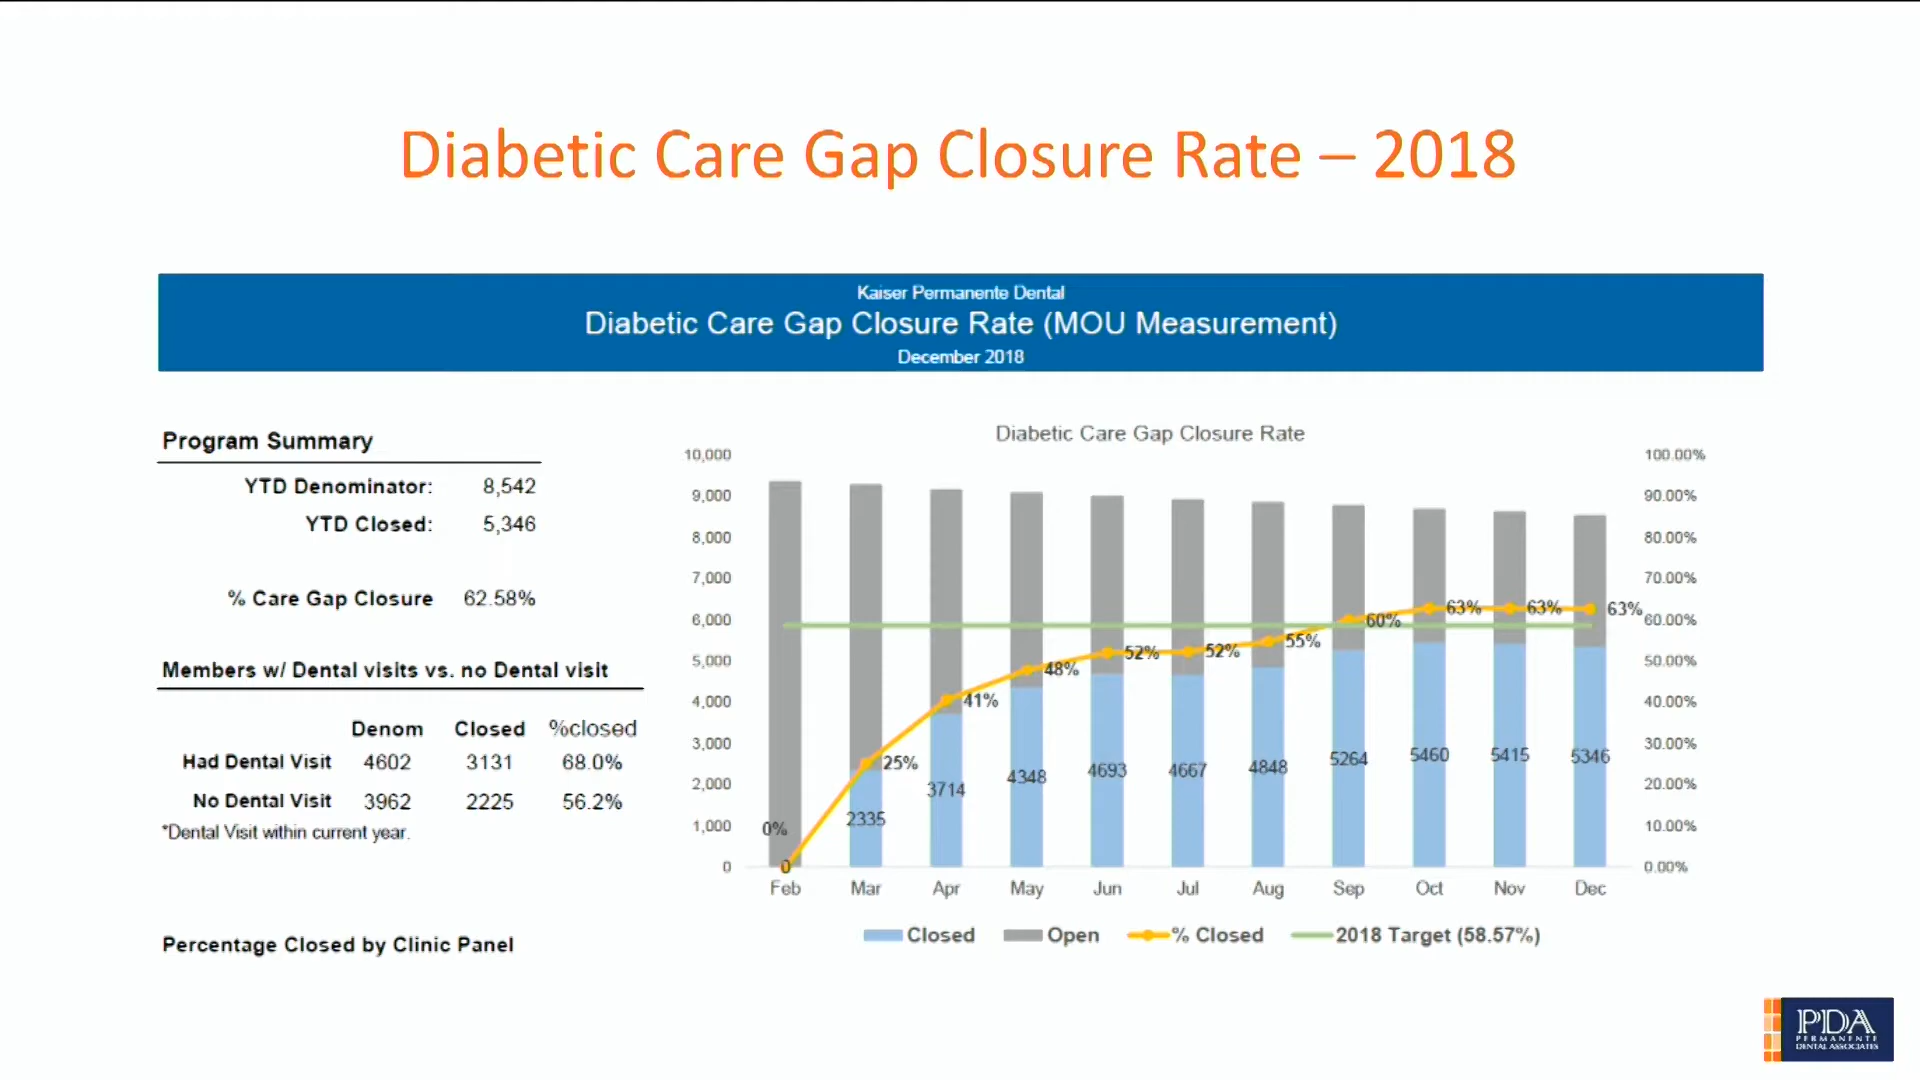 Diabetic Care Gap Closure Rate – 2018
Kaiser Permanente Dental
Diabetic Care Gap Closure Rate (MOU Measurement)
December 2018
Program Summary
YTD Denominator: 8,542
YTD Closed: 5,346
% Care Gap Closure 62.58%
Members w/ Dental visits vs. no Dental visit
Denom Closed %closed
Had Dental Visit 4602 3131 68.0%
No Dental Visit 3962 2225 56.2%
*Dental Visit within current year.
Percentage Closed by Clinic Panel
Diabetic Care Gap Closure Rate
10,000 100.00%
9,000 90.00%
8,000 80.00%
7,000 70.00%
6,000 60.00%
5,000 50.00%
4,000 40.00%
3,000 30.00%
2,000 20.00%
1,000 10.00%
0 0.00%
0% 25% 41% 48% 52% 52% 55% 60% 63% 63% 63%
0 2335 3714 4348 4693 4667 4848 5264 5460 5415 5346
Feb Mar Apr May Jun Jul Aug Sep Oct Nov Dec
Closed Open % Closed 2018 Target (58.57%)
PDA
PERMANENTE
DENTAL ASSOCIATES